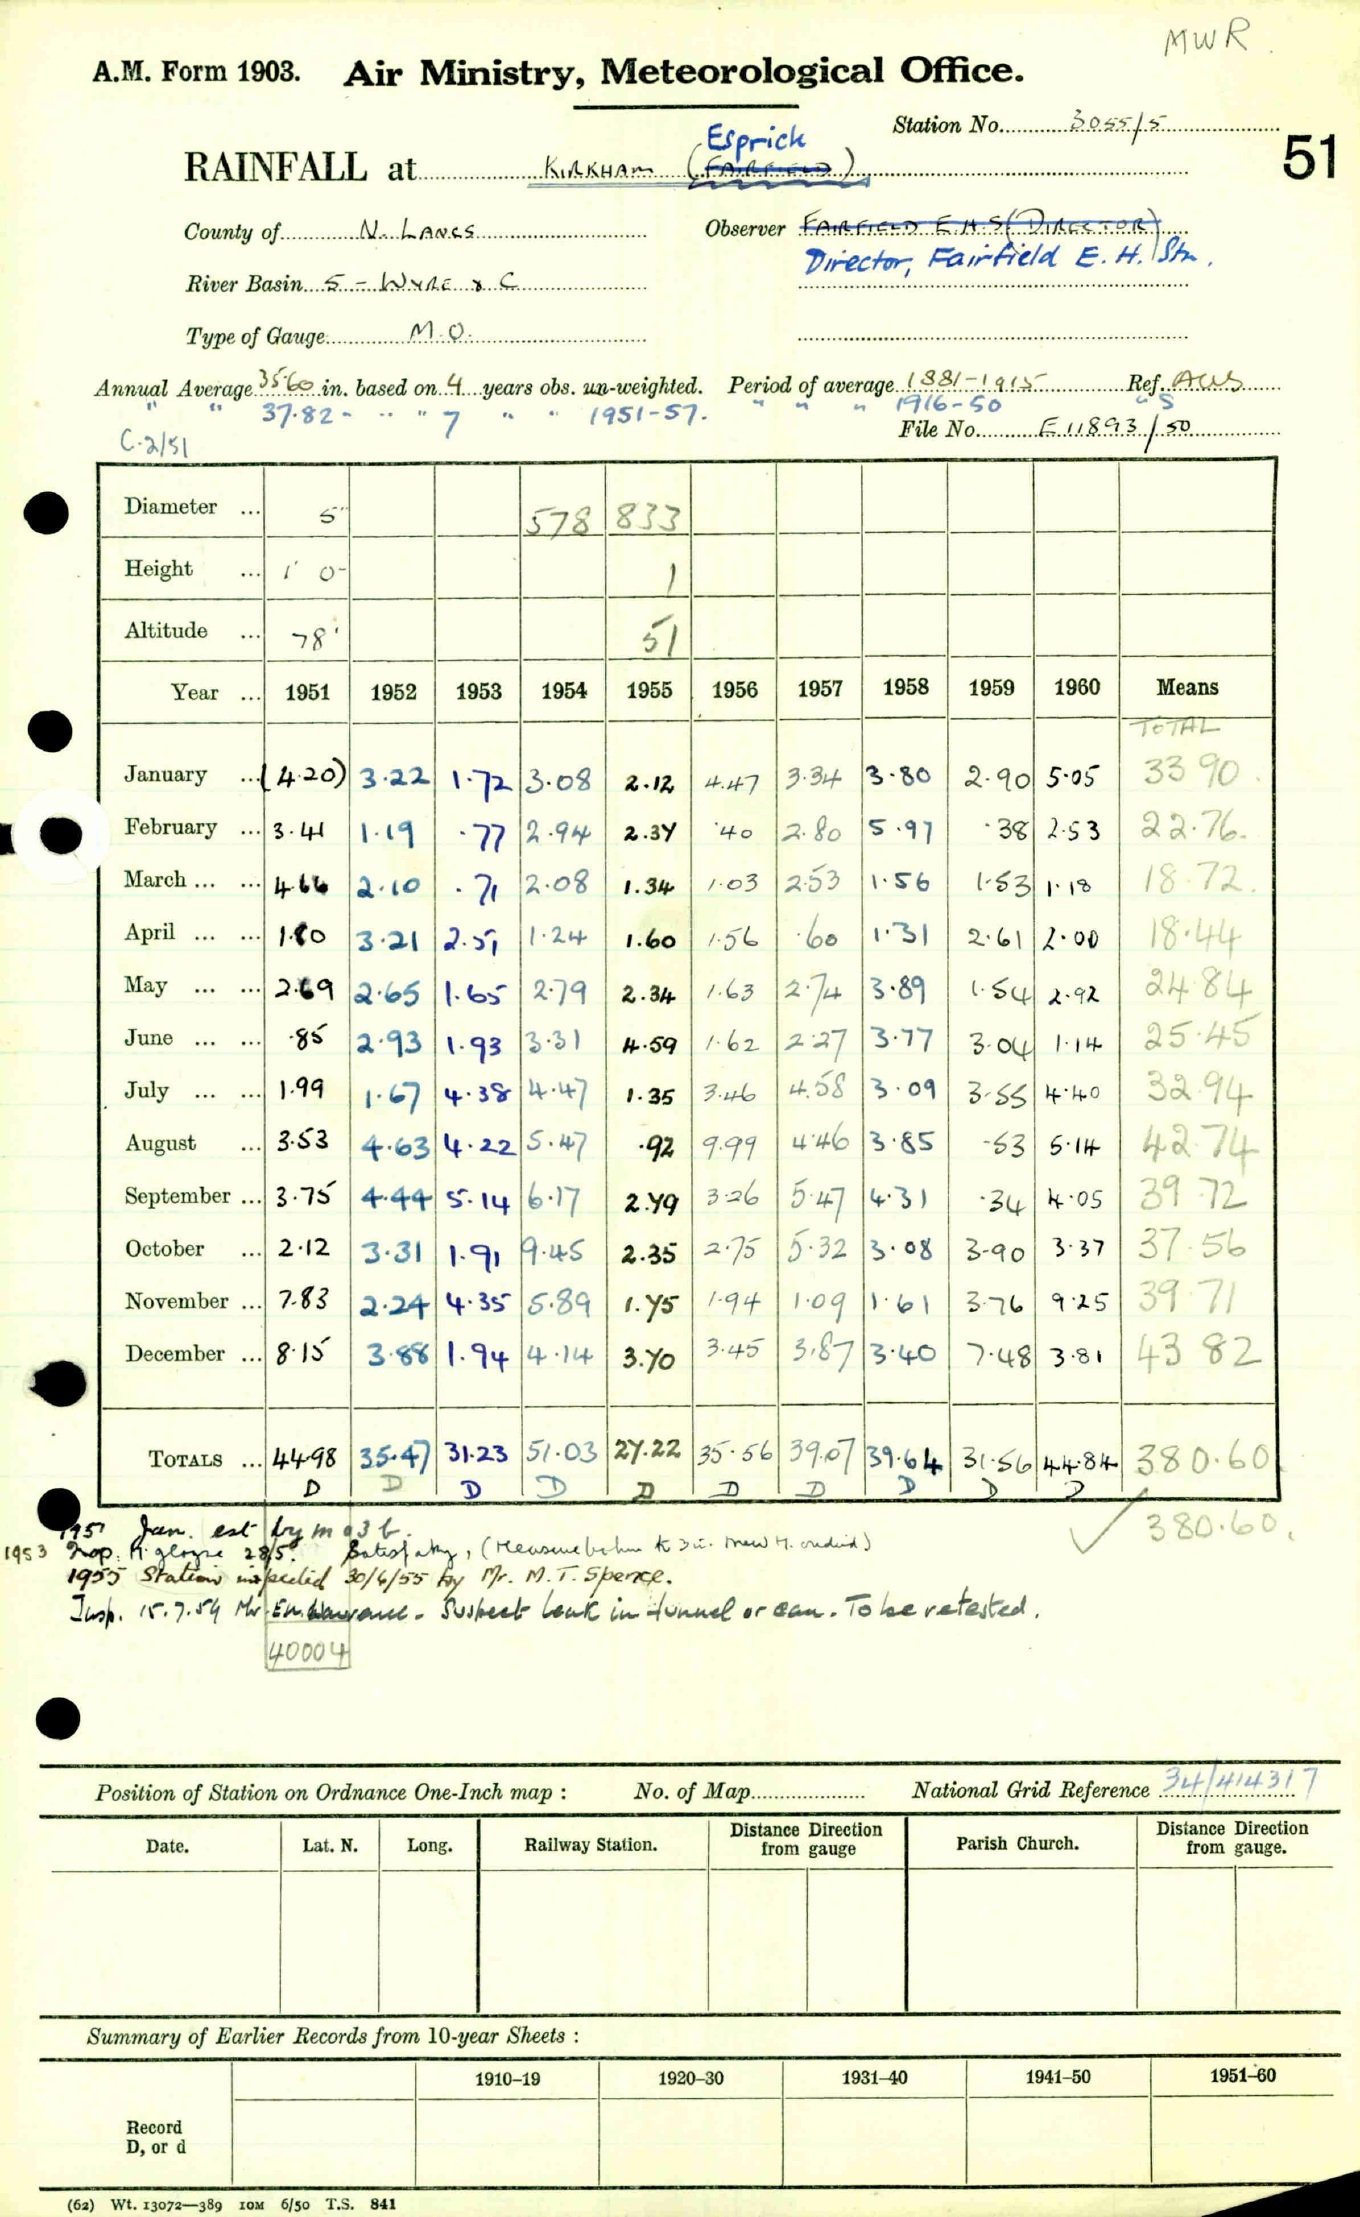 MWR
A.M. Form 1903. Air Ministry, Meteorological Office.
Station No. 3055/5
51
Esprick
RAINFALL at KIRKHAM (FAIRFIELD)
County of N. LANCS Observer FAIRFIELD E.H.S (DIRECTOR)
Director, Fairfield E. H. Stn.
River Basin 5 - WYRE & C
Type of Gauge M.O.
Annual Average 35.60 in. based on 4 years obs. un-weighted. Period of average 1881-1915 Ref. AWS
" " 37.82 - " " 7 " " 1951-57. " " " 1916-50 " S
File No. E11893/50
C.2/51
Diameter ... 5" 578 833
Height ... 1' 0" 1
Altitude ... 78' 51
Year ... 1951 1952 1953 1954 1955 1956 1957 1958 1959 1960 Means
TOTAL
January ... (4.20) 3.22 1.72 3.08 2.12 4.47 3.34 3.80 2.90 5.05 33.90
February ... 3.41 1.19 .77 2.94 2.37 .40 2.80 5.97 .38 2.53 22.76
March ... ... 4.66 2.10 .71 2.08 1.34 1.03 2.53 1.56 1.53 1.18 18.72
April ... ... 1.80 3.21 2.51 1.24 1.60 1.56 .60 1.31 2.61 2.00 18.44
May ... ... 2.69 2.65 1.65 2.79 2.34 1.63 2.74 3.89 1.54 2.92 24.84
June ... ... .85 2.93 1.93 3.31 4.59 1.62 2.27 3.77 3.04 1.14 25.45
July ... ... 1.99 1.67 4.38 4.47 1.35 3.46 4.58 3.09 3.55 4.40 32.94
August ... 3.53 4.63 4.22 5.47 .92 9.99 4.46 3.85 .53 5.14 42.74
September ... 3.75 4.44 5.14 6.17 2.79 3.26 5.47 4.31 .34 4.05 39.72
October ... 2.12 3.31 1.91 9.45 2.35 2.75 5.32 3.08 3.90 3.37 37.56
November ... 7.83 2.24 4.35 5.89 1.75 1.94 1.09 1.61 3.76 9.25 39.71
December ... 8.15 3.88 1.94 4.14 3.70 3.45 3.87 3.40 7.48 3.81 43.82
TOTALS ... 44.98 35.47 31.23 51.03 27.22 35.56 39.07 39.64 31.56 44.84 380.60
D D D D D D D D D D
380.60.
1951 Jan. est by m o 3 b.
1953 28/5.
1955 Station inspected 30/6/55 by Mr. M. T. Spence.
Insp. 15.7.59 Mr. - Suspect leak in funnel or can. To be retested.
40004
Position of Station on Ordnance One-Inch map : No. of Map National Grid Reference 34/414317
Date. Lat. N. Long. Railway Station. Distance Direction from gauge Parish Church. Distance Direction from gauge.
Summary of Earlier Records from 10-year Sheets :
1910–19 1920–30 1931–40 1941–50 1951–60
Record
D, or d
(62) Wt. 13072—389 10M 6/50 T.S. 841